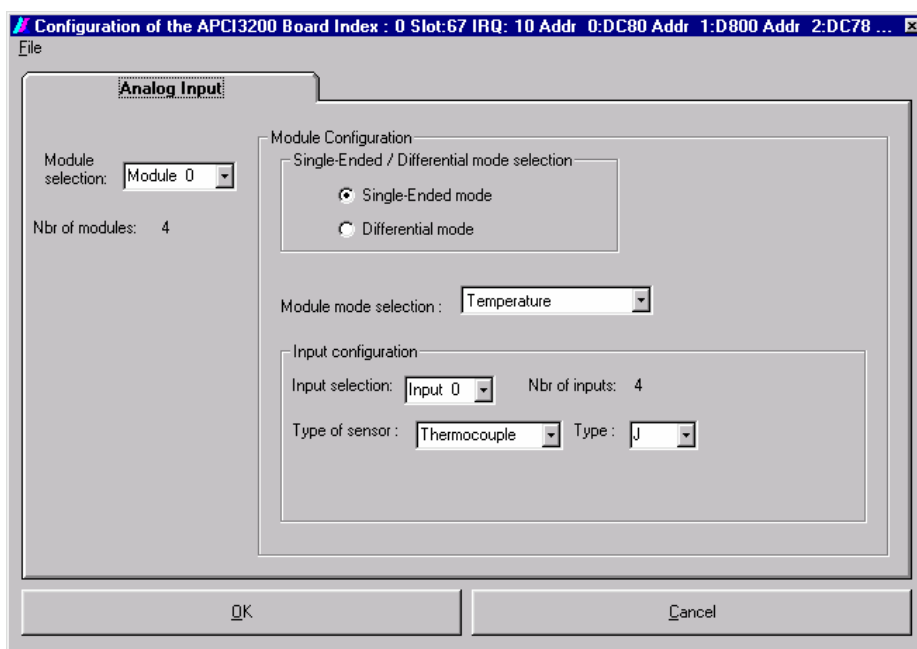 Configuration of the APCI3200 Board Index : 0 Slot:67 IRQ: 10 Addr 0:DC80 Addr 1:D800 Addr 2:DC78 ...
File
Analog Input
Module selection: Module 0
Nbr of modules: 4
Module Configuration
Single-Ended / Differential mode selection
Single-Ended mode
Differential mode
Module mode selection : Temperature
Input configuration
Input selection: Input 0 Nbr of inputs: 4
Type of sensor : Thermocouple Type : J
OK Cancel